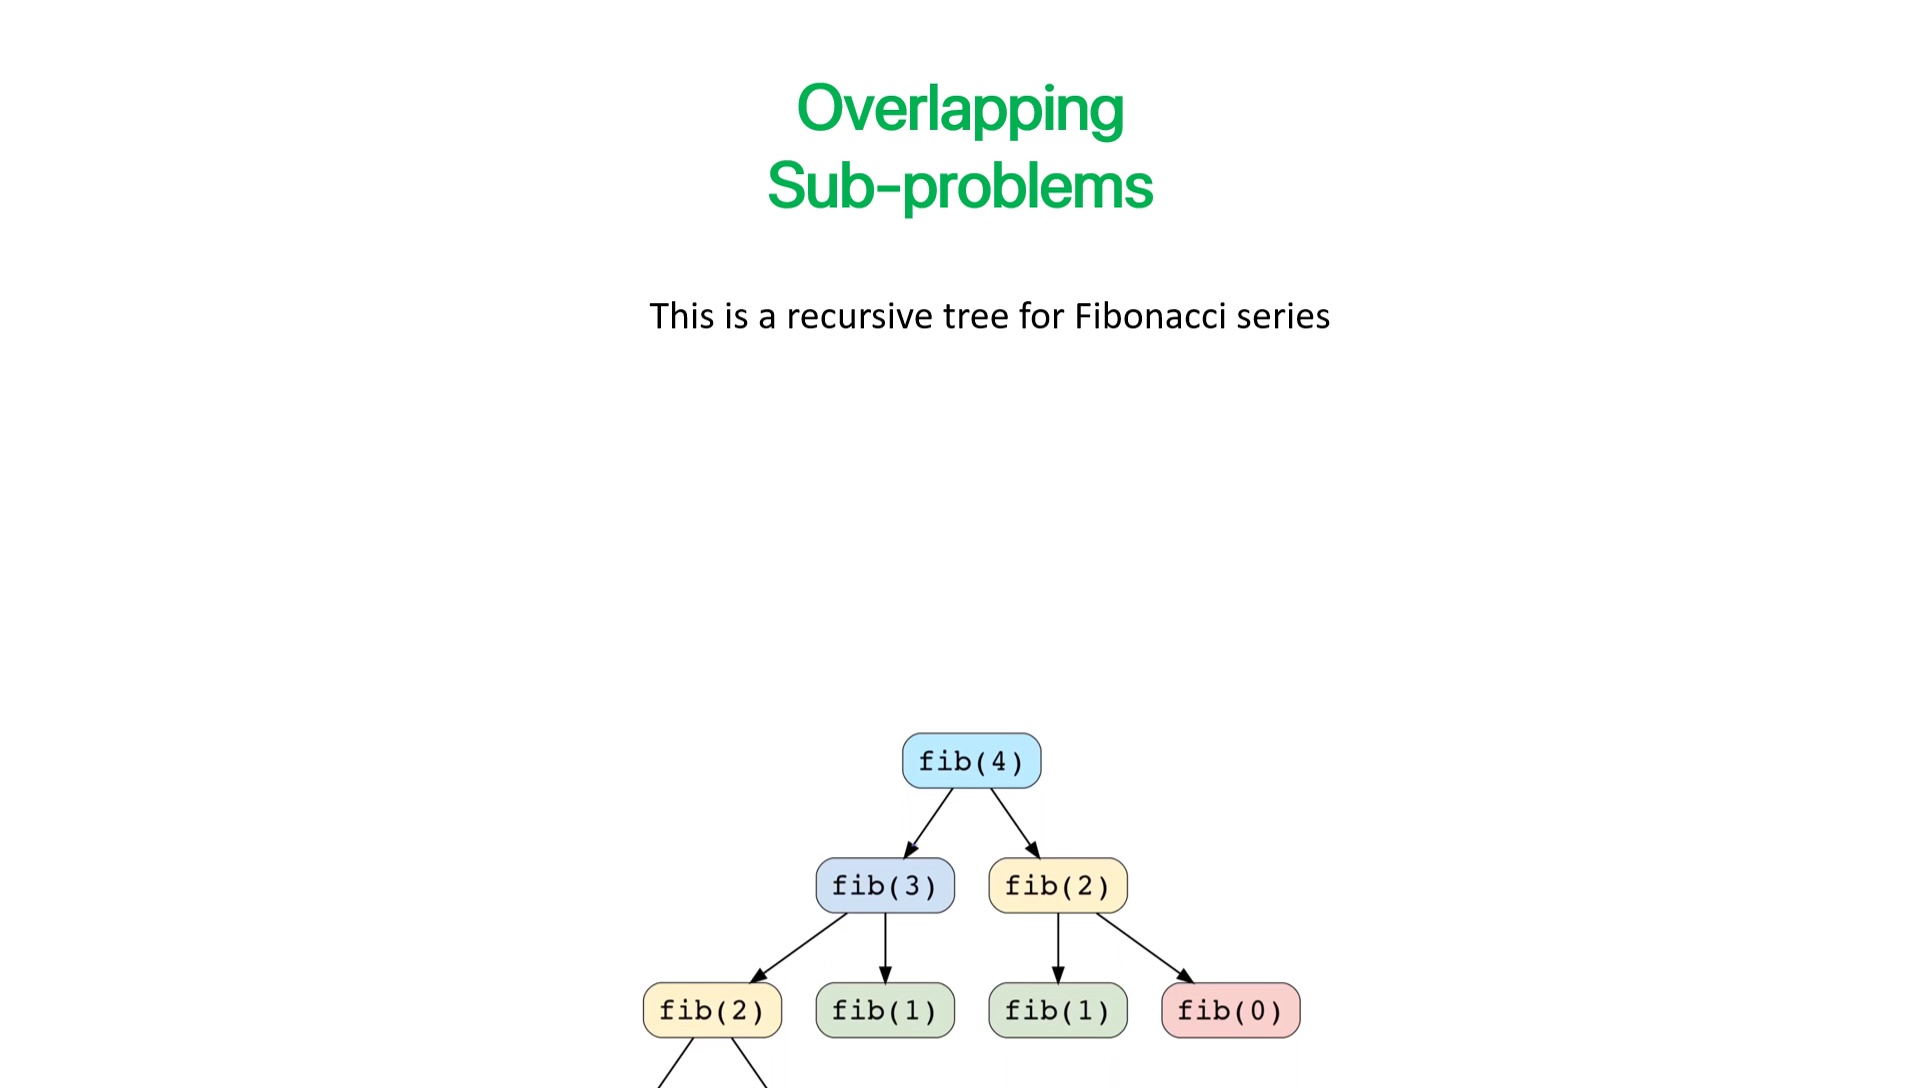 Overlapping
Sub-problems
This is a recursive tree for Fibonacci series
fib(4)
fib(3) fib(2)
fib(2) fib(1) fib(1) fib(0)